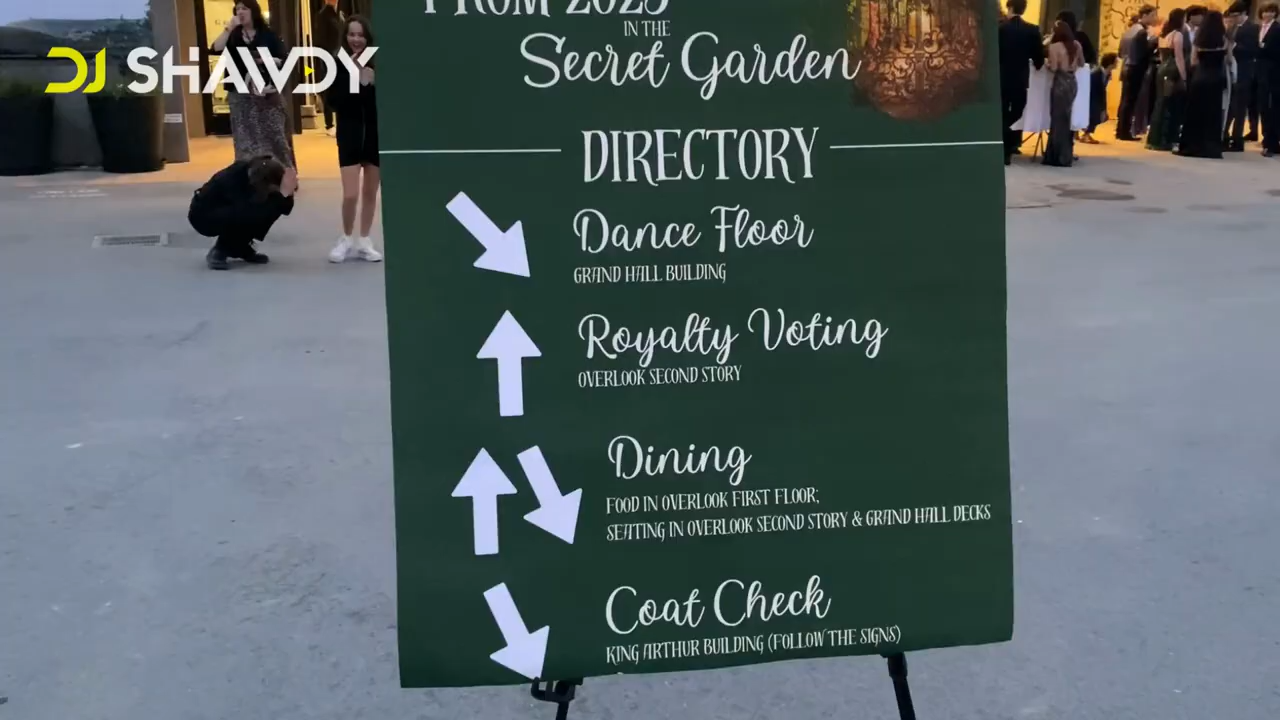 DJ SHAWDY
PROM 2025
IN THE
Secret Garden
DIRECTORY
Dance Floor
GRAND HALL BUILDING
Royalty Voting
OVERLOOK SECOND STORY
Dining
FOOD IN OVERLOOK FIRST FLOOR;
SEATING IN OVERLOOK SECOND STORY & GRAND HALL DECKS
Coat Check
KING ARTHUR BUILDING (FOLLOW THE SIGNS)